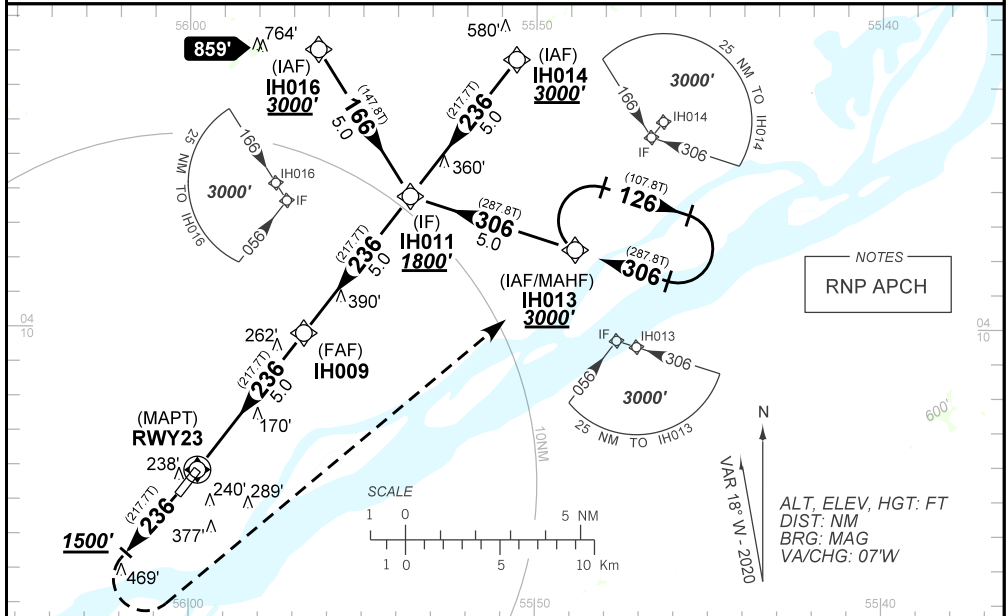 56 00
55 50
55 40
859'
764'
580'
(IAF)
IH016
3000'
(147.8T)
166
5.0
(IAF)
IH014
3000'
(217.7T)
236
5.0
360'
25 NM TO IH014
3000'
166
IH014
IF
306
25 NM TO IH016
166
3000'
IH016
IF
056
(IF)
IH011
1800'
(287.8T)
306
5.0
(107.8T)
126
(287.8T)
306
(IAF/MAHF)
IH013
3000'
NOTES
RNP APCH
(217.7T)
236
5.0
390'
04
10
04
10
262'
(FAF)
IH009
IF
IH013
306
056
3000'
25 NM TO IH013
(217.7T)
236
5.0
170'
(MAPT)
RWY23
238'
240'
289'
377'
(217.7T)
236
1500'
469'
10NM
600'
SCALE
1 0 5 NM
1 0 5 10 Km
N
VAR 18° W - 2020
ALT, ELEV, HGT: FT
DIST: NM
BRG: MAG
VA/CHG: 07'W
56 00
55 50
55 40